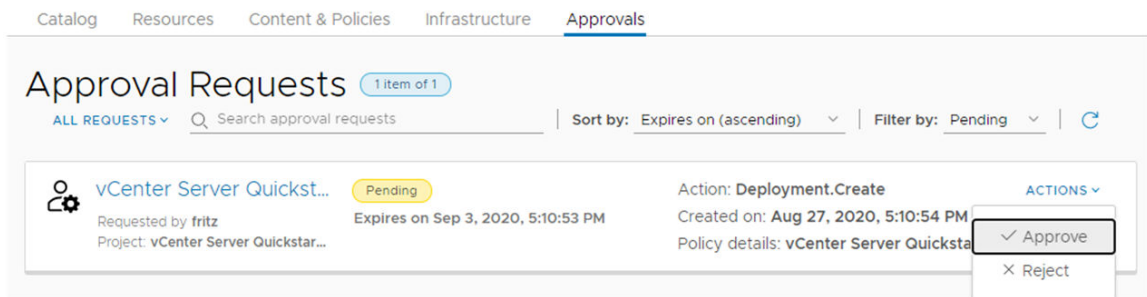 Catalog Resources Content & Policies Infrastructure Approvals
Approval Requests 1 item of 1
ALL REQUESTS Search approval requests Sort by: Expires on (ascending) Filter by: Pending
vCenter Server Quickst... Pending Action: Deployment.Create ACTIONS
Requested by fritz Expires on Sep 3, 2020, 5:10:53 PM Created on: Aug 27, 2020, 5:10:54 PM
Project: vCenter Server Quickstar... Policy details: vCenter Server Quicksta
Approve
Reject